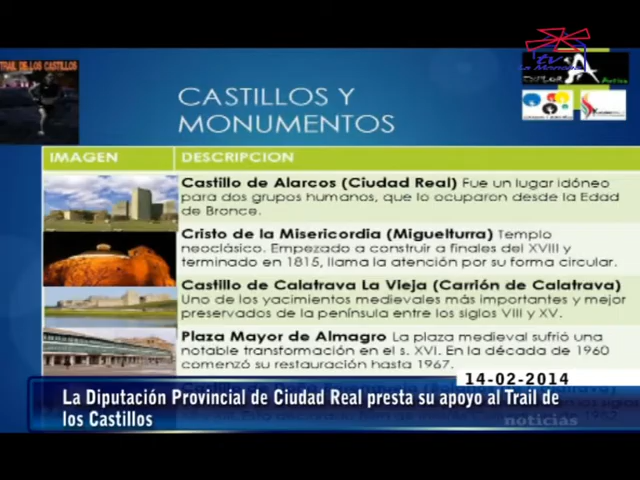 TRAIL DE LOS CASTILLOS
tv
CASTILLOS Y
MONUMENTOS
IMAGEN DESCRIPCION
Castillo de Alarcos (Ciudad Real) Fue un lugar idóneo
para dos grupos humanos, que lo ocuparon desde la Edad
de Bronce.
Cristo de la Misericordia (Miguelturra) Templo
neoclásico. Empezado a construir a finales del XVIII y
terminado en 1815, llama la atención por su forma circular.
Castillo de Calatrava La Vieja (Carrión de Calatrava)
Uno de los yacimientos medievales más importantes y mejor
preservados de la península entre los siglos VIII y XV.
Plaza Mayor de Almagro La plaza medieval sufrió una
notable transformación en el s. XVI. En la década de 1960
comenzó su restauración hasta 1967.
14-02-2014
La Diputación Provincial de Ciudad Real presta su apoyo al Trail de
los Castillos
noticias